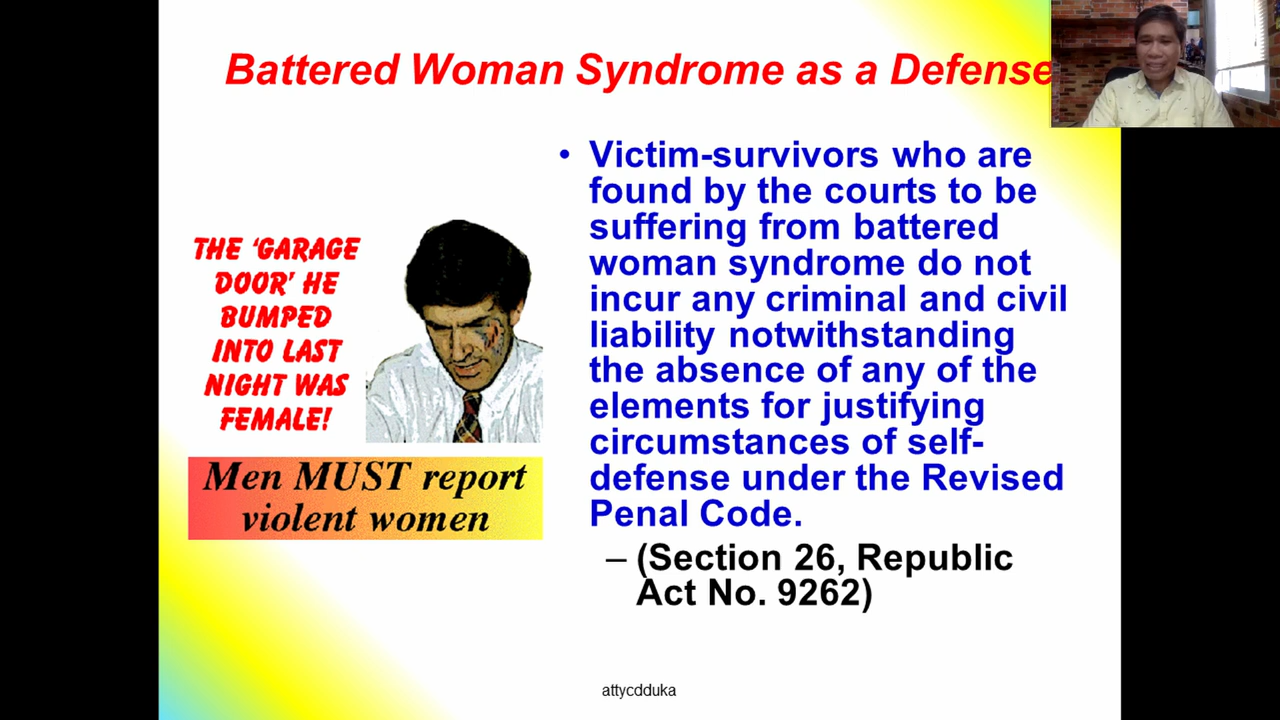 Battered Woman Syndrome as a Defense
THE ‘GARAGE
DOOR’ HE
BUMPED
INTO LAST
NIGHT WAS
FEMALE!
Men MUST report
violent women
• Victim-survivors who are
found by the courts to be
suffering from battered
woman syndrome do not
incur any criminal and civil
liability notwithstanding
the absence of any of the
elements for justifying
circumstances of self-
defense under the Revised
Penal Code.
– (Section 26, Republic
Act No. 9262)
attycdduka